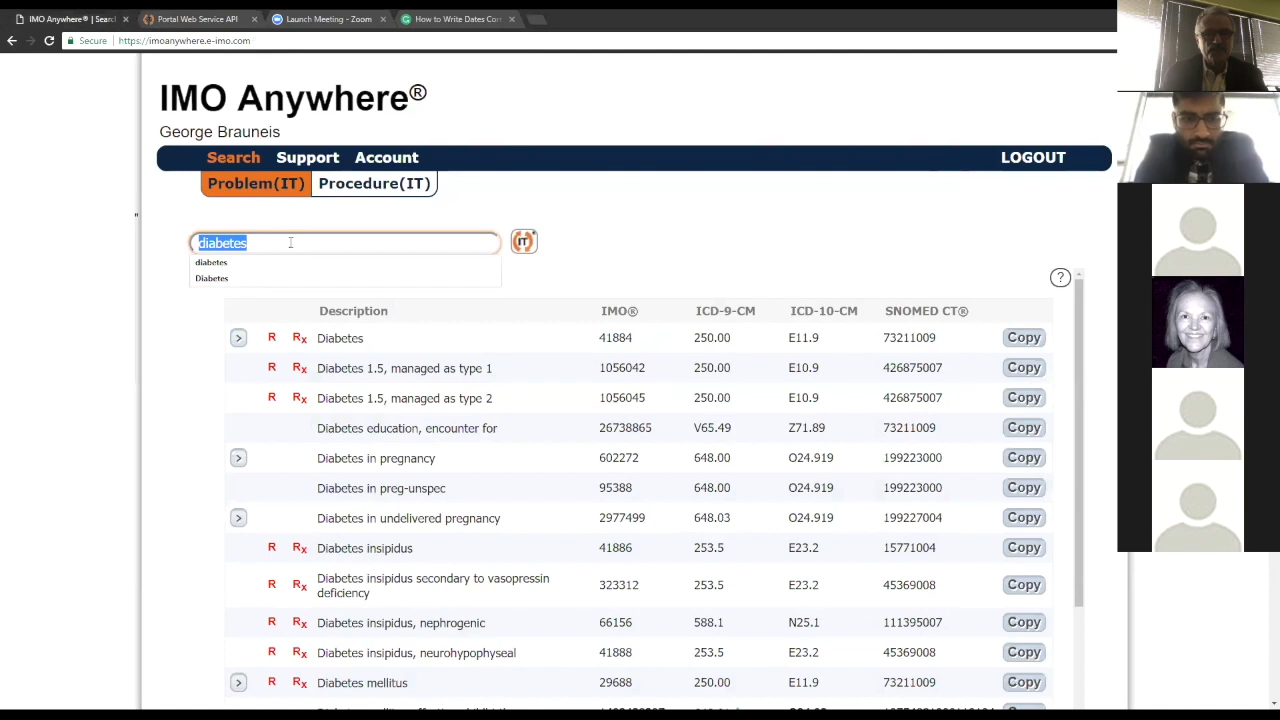 IMO Anywhere® | Searc
Portal Web Service API
Launch Meeting - Zoom
How to Write Dates Corr
Secure
https://imoanywhere.e-imo.com
IMO Anywhere®
George Brauneis
Search Support Account LOGOUT
Problem(IT) Procedure(IT)
"
diabetes
IT
diabetes
Diabetes
?
Description IMO® ICD-9-CM ICD-10-CM SNOMED CT®
> R Rx Diabetes 41884 250.00 E11.9 73211009 Copy
R Rx Diabetes 1.5, managed as type 1 1056042 250.00 E10.9 426875007 Copy
R Rx Diabetes 1.5, managed as type 2 1056045 250.00 E10.9 426875007 Copy
Diabetes education, encounter for 26738865 V65.49 Z71.89 73211009 Copy
> Diabetes in pregnancy 602272 648.00 O24.919 199223000 Copy
Diabetes in preg-unspec 95388 648.00 O24.919 199223000 Copy
> Diabetes in undelivered pregnancy 2977499 648.03 O24.919 199227004 Copy
R Rx Diabetes insipidus 41886 253.5 E23.2 15771004 Copy
R Rx Diabetes insipidus secondary to vasopressin
deficiency 323312 253.5 E23.2 45369008 Copy
R Rx Diabetes insipidus, nephrogenic 66156 588.1 N25.1 111395007 Copy
R Rx Diabetes insipidus, neurohypophyseal 41888 253.5 E23.2 45369008 Copy
> R Rx Diabetes mellitus 29688 250.00 E11.9 73211009 Copy